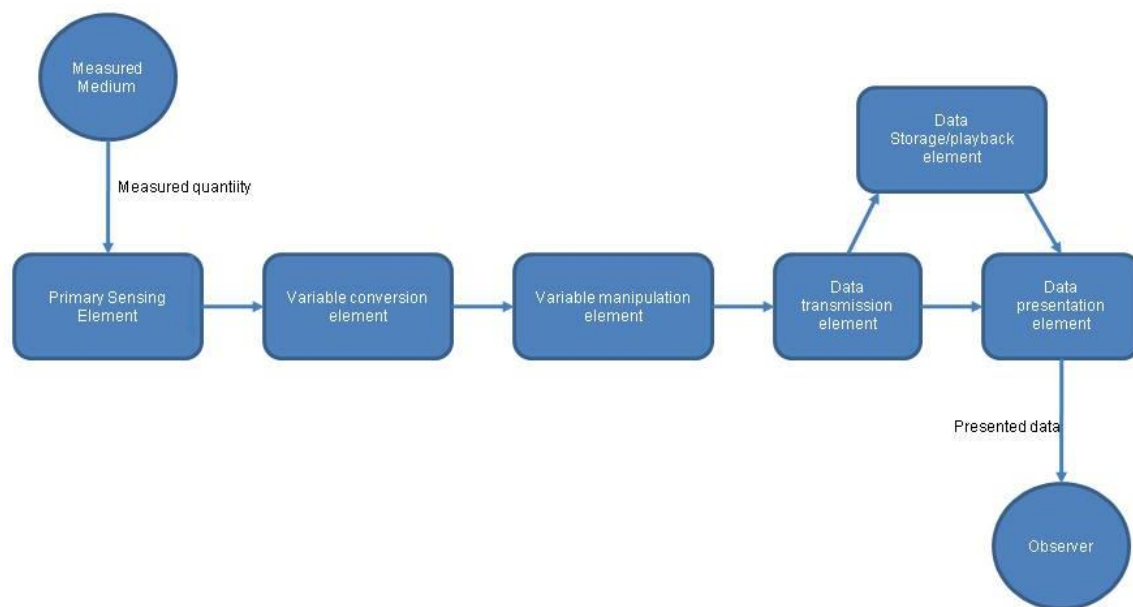 Measured
Medium
Measured quantiity
Primary Sensing
Element
Variable conversion
element
Variable manipulation
element
Data
transmission
element
Data
Storage/playback
element
Data
presentation
element
Presented data
Observer